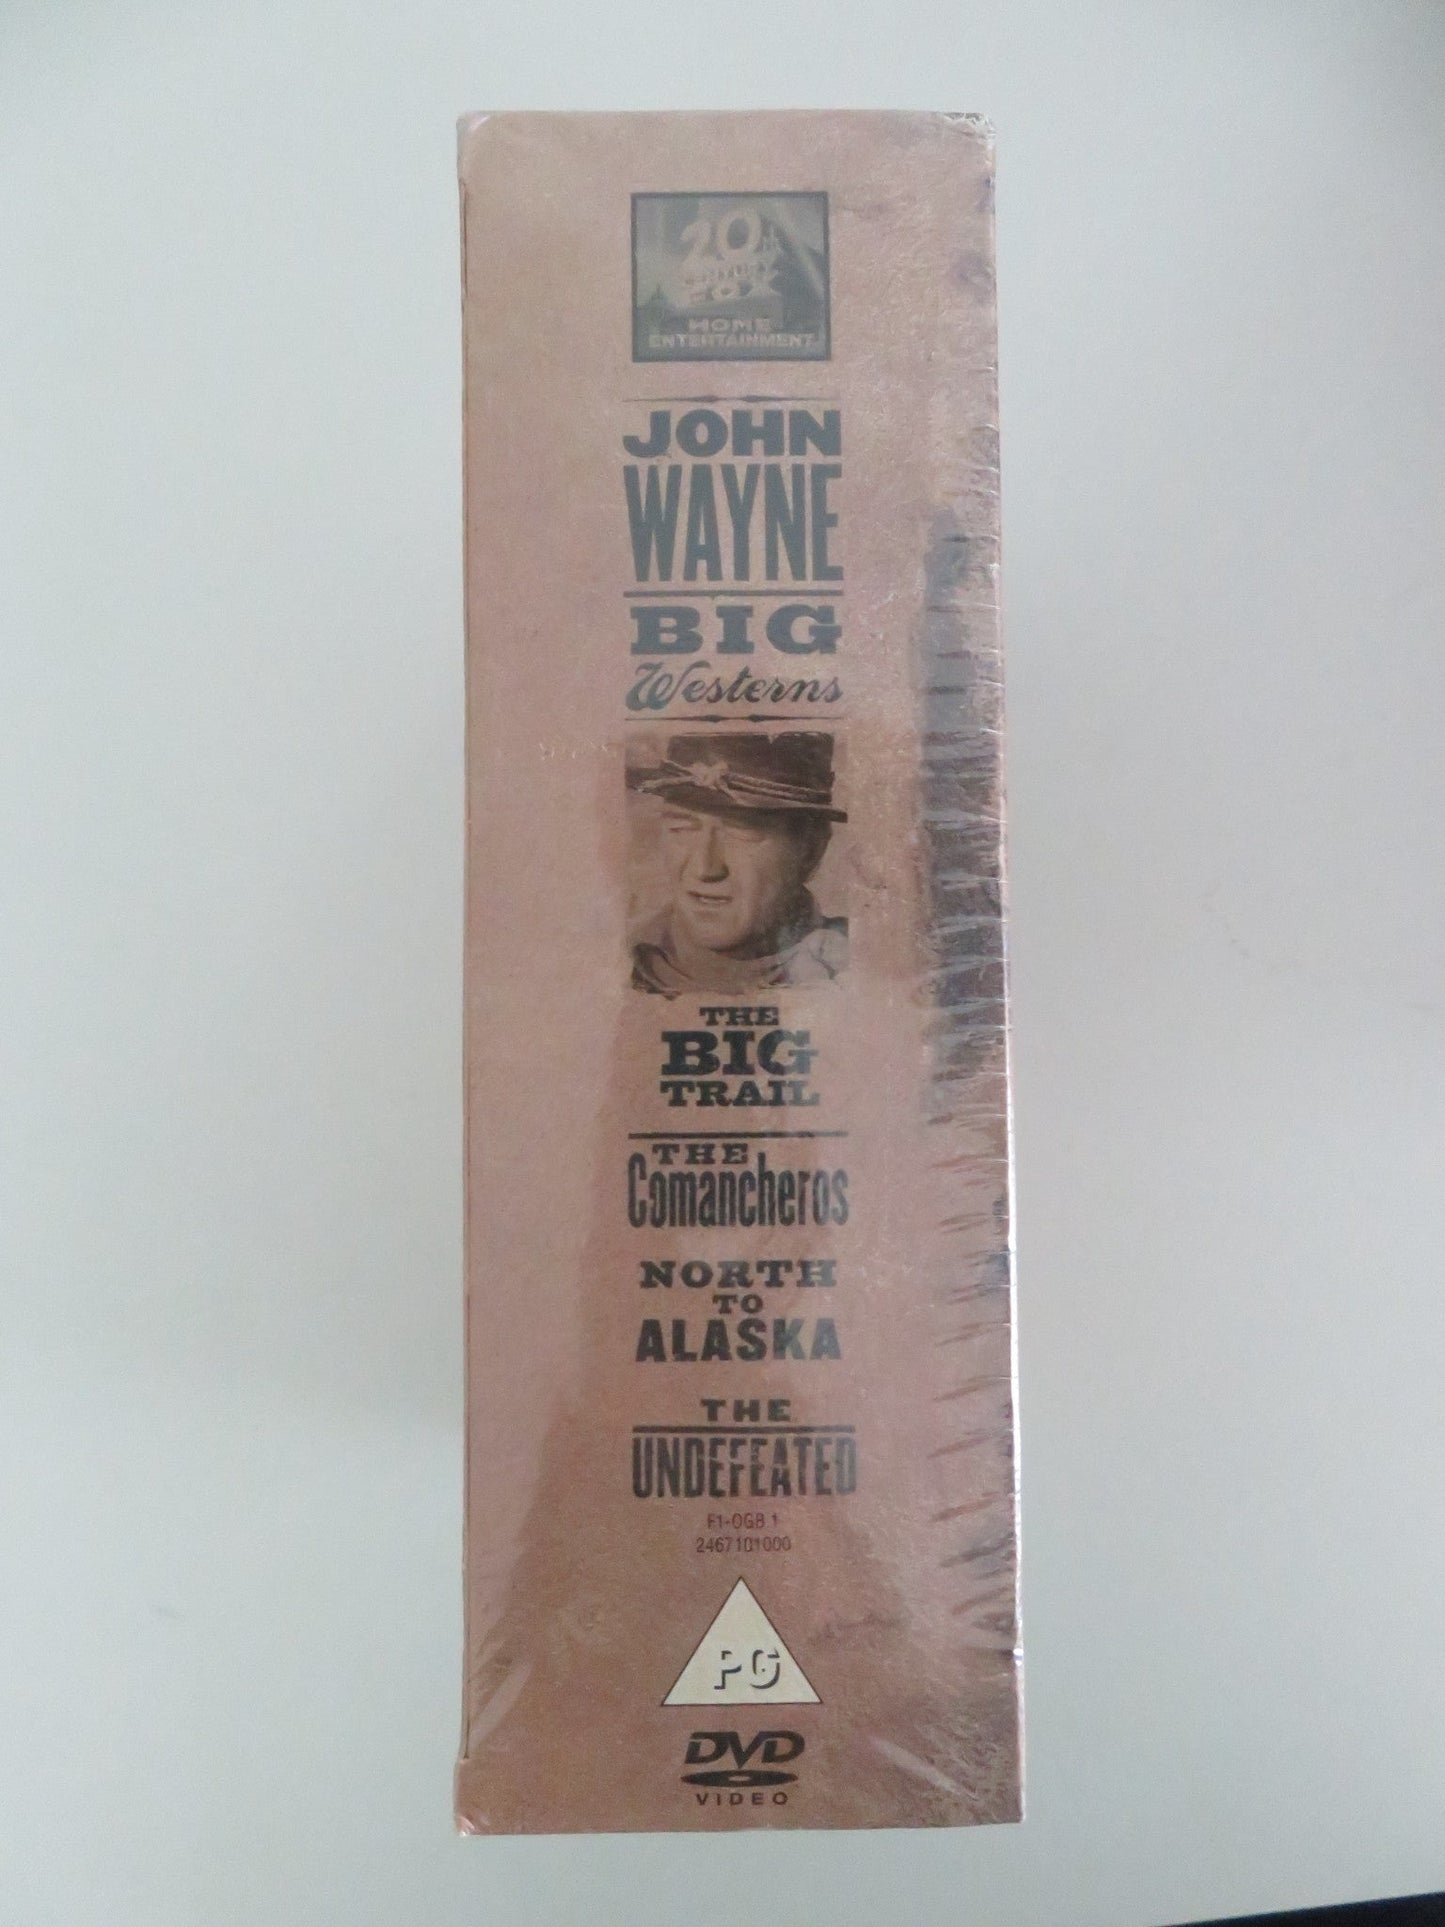 20th
CENTURY
FOX
HOME
ENTERTAINMENT
JOHN
WAYNE
BIG
Westerns
THE
BIG
TRAIL
THE
Comancheros
NORTH
TO
ALASKA
THE
UNDEFEATED
F1-OGB 1
2467101000
PG
DVD
VIDEO